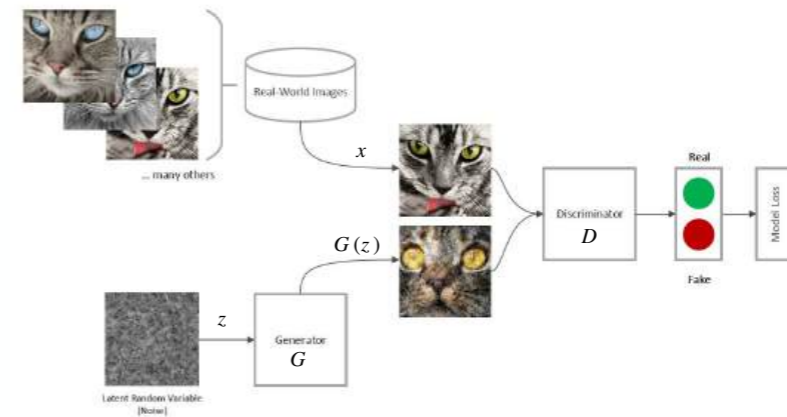 Real-World Images
... many others
x
Real
Discriminator
D
Model Loss
G(z)
Fake
z
Generator
G
Latent Random Variable
(Noise)